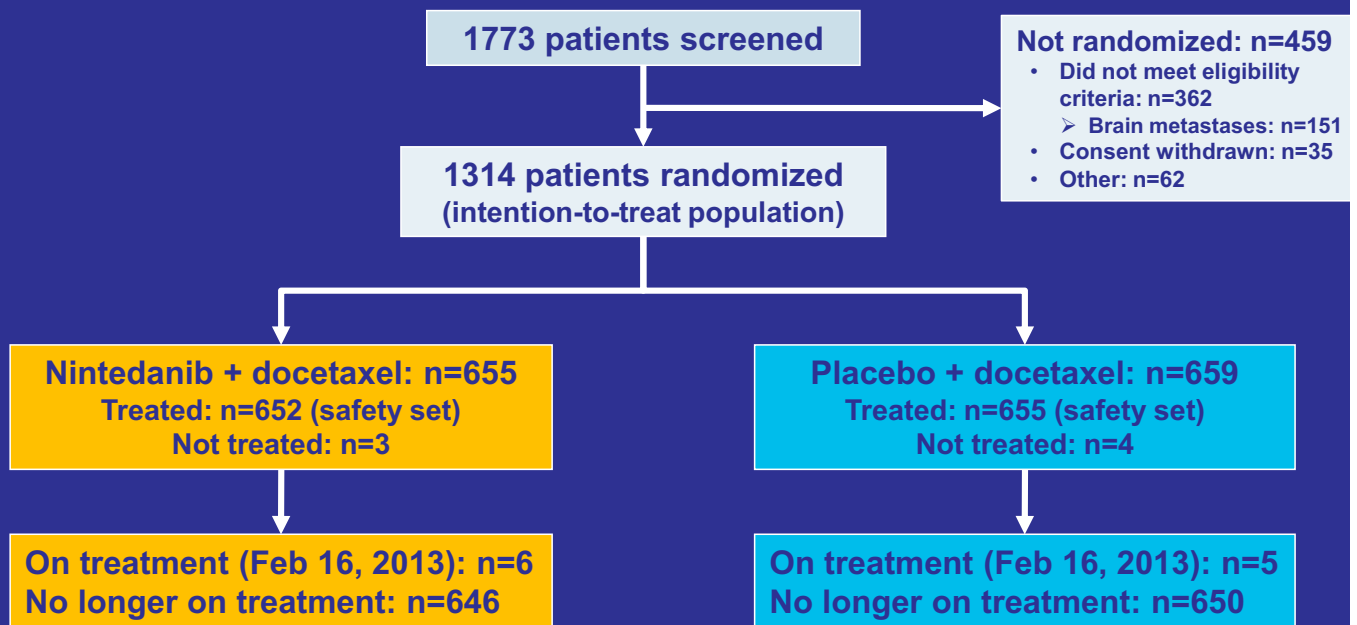 1773 patients screened
Not randomized: n=459
• Did not meet eligibility
criteria: n=362
➢ Brain metastases: n=151
• Consent withdrawn: n=35
• Other: n=62
1314 patients randomized
(intention-to-treat population)
Nintedanib + docetaxel: n=655
Treated: n=652 (safety set)
Not treated: n=3
Placebo + docetaxel: n=659
Treated: n=655 (safety set)
Not treated: n=4
On treatment (Feb 16, 2013): n=6
No longer on treatment: n=646
On treatment (Feb 16, 2013): n=5
No longer on treatment: n=650